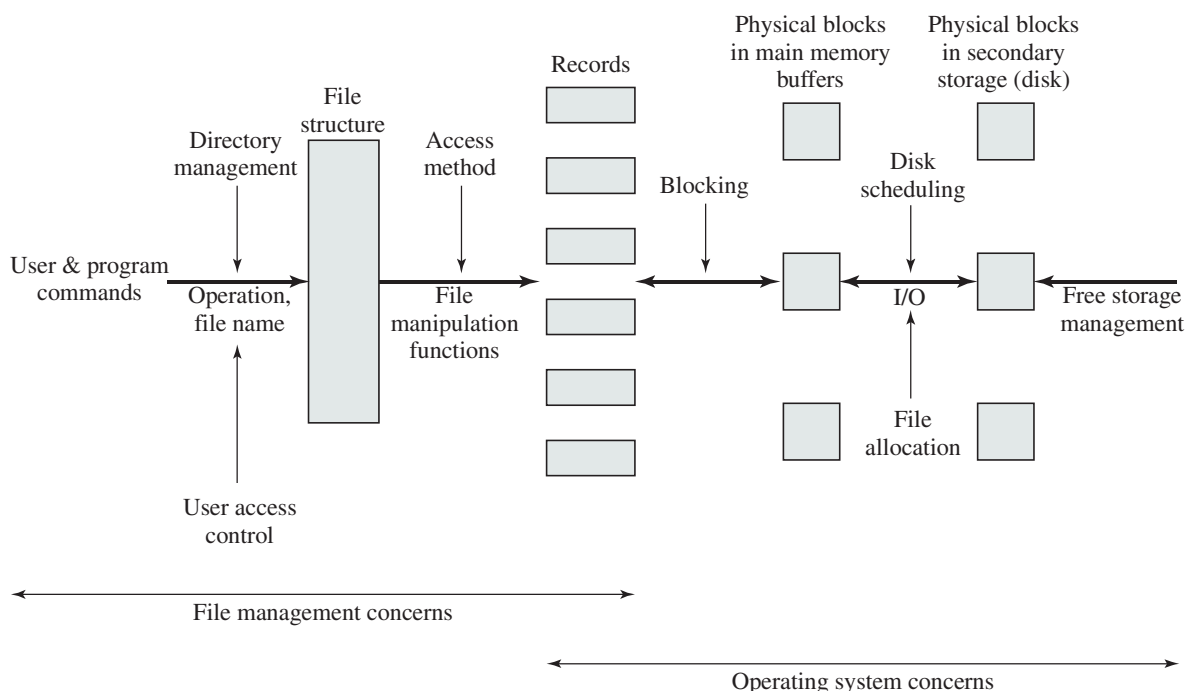 Physical blocks
in main memory
buffers
Physical blocks
in secondary
storage (disk)
Records
File
structure
Directory
management
Access
method
Blocking
Disk
scheduling
User & program
commands
Operation,
file name
File
manipulation
functions
I/O
Free storage
management
File
allocation
User access
control
File management concerns
Operating system concerns